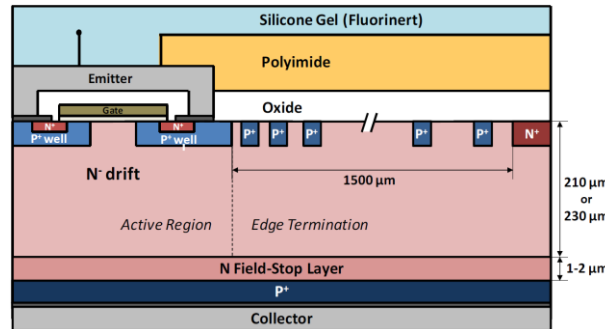 Silicone Gel (Fluorinert)
Polyimide
Emitter
Oxide
Gate
N⁺
N⁺
P⁺ well
P⁺ well
P⁺
P⁺
P⁺
P⁺
P⁺
N⁺
N⁻ drift
1500 µm
210 µm
or
230 µm
Active Region
Edge Termination
N Field-Stop Layer
1-2 µm
P⁺
Collector